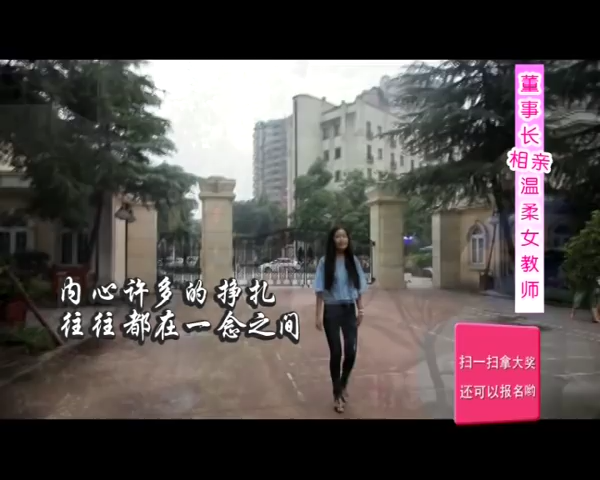 董事长相亲温柔女教师
内心许多的挣扎
往往都在一念之间
扫一扫拿大奖
还可以报名哟